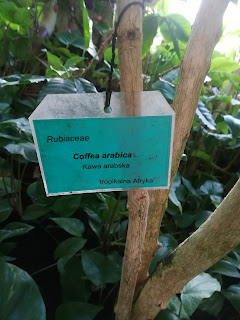 Rubiaceae
Coffea arabica
Kawa arabska
tropikalna Afryka